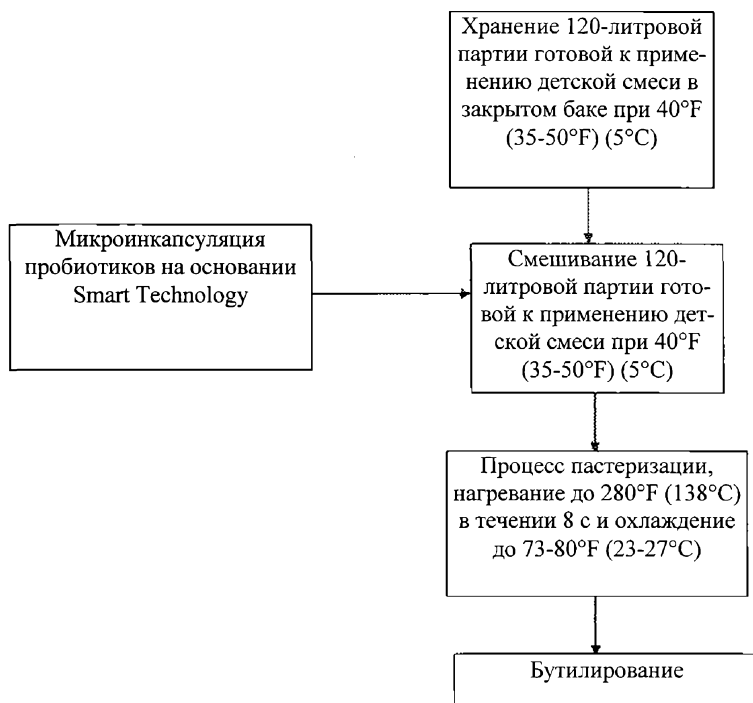 Хранение 120-литровой
партии готовой к приме-
нению детской смеси в
закрытом баке при 40°F
(35-50°F) (5°C)
Микроинкапсуляция
пробиотиков на основании
Smart Technology
Смешивание 120-
литровой партии гото-
вой к применению дет-
ской смеси при 40°F
(35-50°F) (5°C)
Процесс пастеризации,
нагревание до 280°F (138°C)
в течении 8 с и охлаждение
до 73-80°F (23-27°C)
Бутилирование